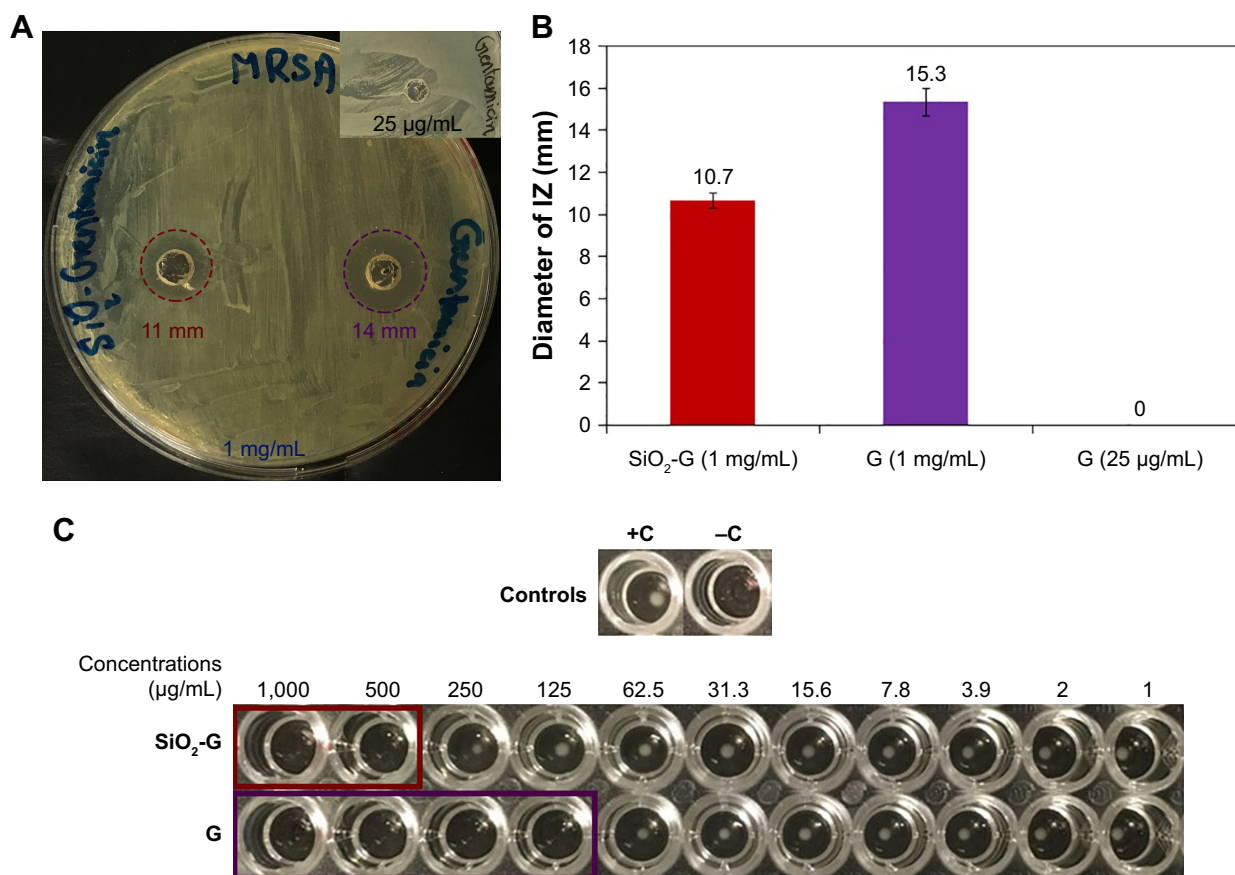 A
MRSA
Gentamicin
25 µg/mL
SiO2-Gentamicin
Gentamicin
11 mm
14 mm
1 mg/mL
B
Diameter of IZ (mm)
18
16
14
12
10
8
6
4
2
0
10.7
15.3
0
SiO₂-G (1 mg/mL)
G (1 mg/mL)
G (25 µg/mL)
C
+C –C
Controls
Concentrations
(µg/mL)
1,000 500 250 125 62.5 31.3 15.6 7.8 3.9 2 1
SiO₂-G
G